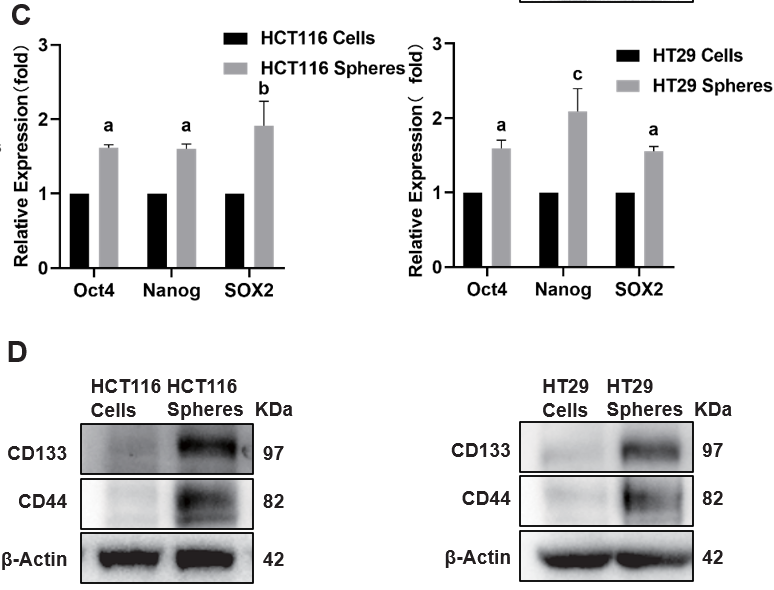 C
Relative Expression(fold)
3
2
1
0
HCT116 Cells
HCT116 Spheres
a
a
b
Oct4 Nanog SOX2
Relative Expression( fold)
3
2
1
0
HT29 Cells
HT29 Spheres
a
c
a
Oct4 Nanog SOX2
D
HCT116 HCT116
Cells Spheres KDa
CD133 97
CD44 82
β-Actin 42
HT29 HT29
Cells Spheres KDa
CD133 97
CD44 82
β-Actin 42